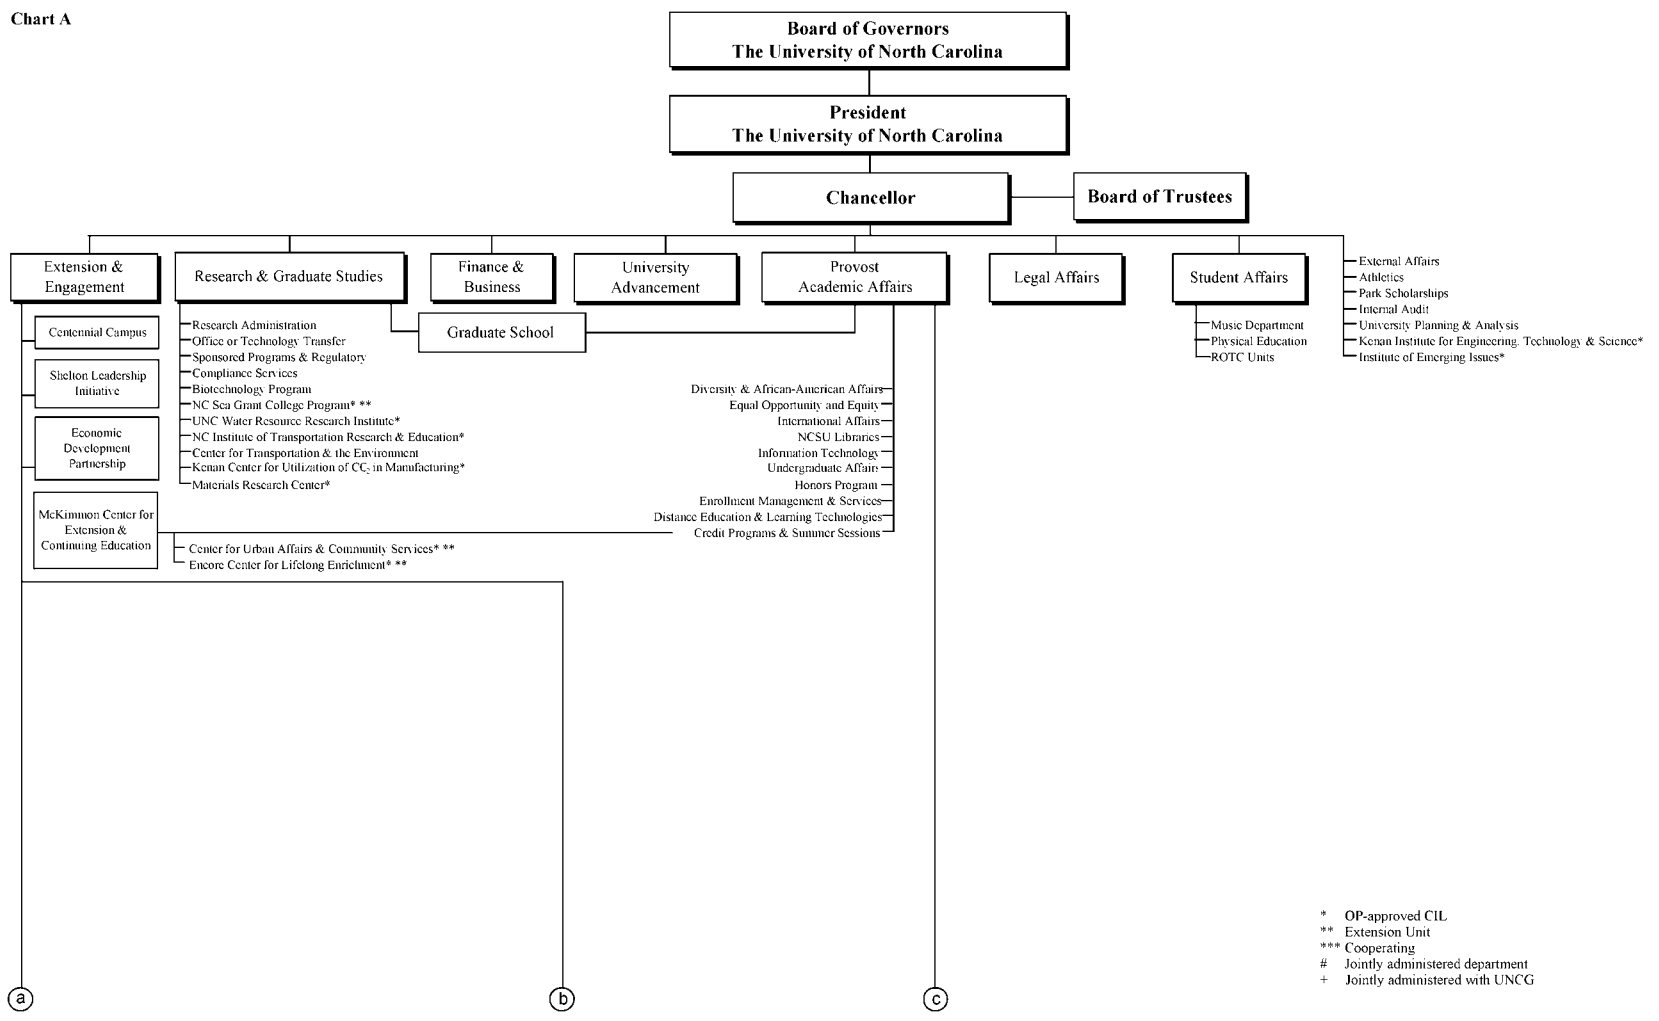 Chart A
Board of Governors
The University of North Carolina
President
The University of North Carolina
Chancellor
Board of Trustees
Extension &
Engagement
Research & Graduate Studies
Finance &
Business
University
Advancement
Provost
Academic Affairs
Legal Affairs
Student Affairs
External Affairs
Athletics
Park Scholarships
Internal Audit
University Planning & Analysis
Kenan Institute for Engineering. Technology & Science*
Institute of Emerging Issues*
Centennial Campus
Shelton Leadership
Initiative
Economic
Development
Partnership
McKimmon Center for
Extension &
Continuing Education
Center for Urban Affairs & Community Services* **
Encore Center for Lifelong Enrichment* **
Research Administration
Office or Technology Transfer
Sponsored Programs & Regulatory
Compliance Services
Biotechnology Program
NC Sea Grant College Program* **
UNC Water Resource Research Institute*
NC Institute of Transportation Research & Education*
Center for Transportation & the Environment
Kenan Center for Utilization of CO2 in Manufacturing*
Materials Research Center*
Graduate School
Diversity & African-American Affairs
Equal Opportunity and Equity
International Affairs
NCSU Libraries
Information Technology
Undergraduate Affairs
Honors Program
Enrollment Management & Services
Distance Education & Learning Technologies
Credit Programs & Summer Sessions
Music Department
Physical Education
ROTC Units
* OP-approved CIL
** Extension Unit
*** Cooperating
# Jointly administered department
+ Jointly administered with UNCG
a
b
c